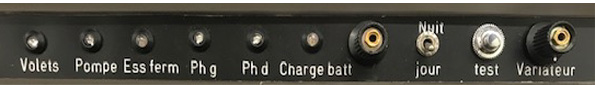 Nuit
Volets Pompe Ess ferm Ph g Ph d Charge batt jour test Variateur